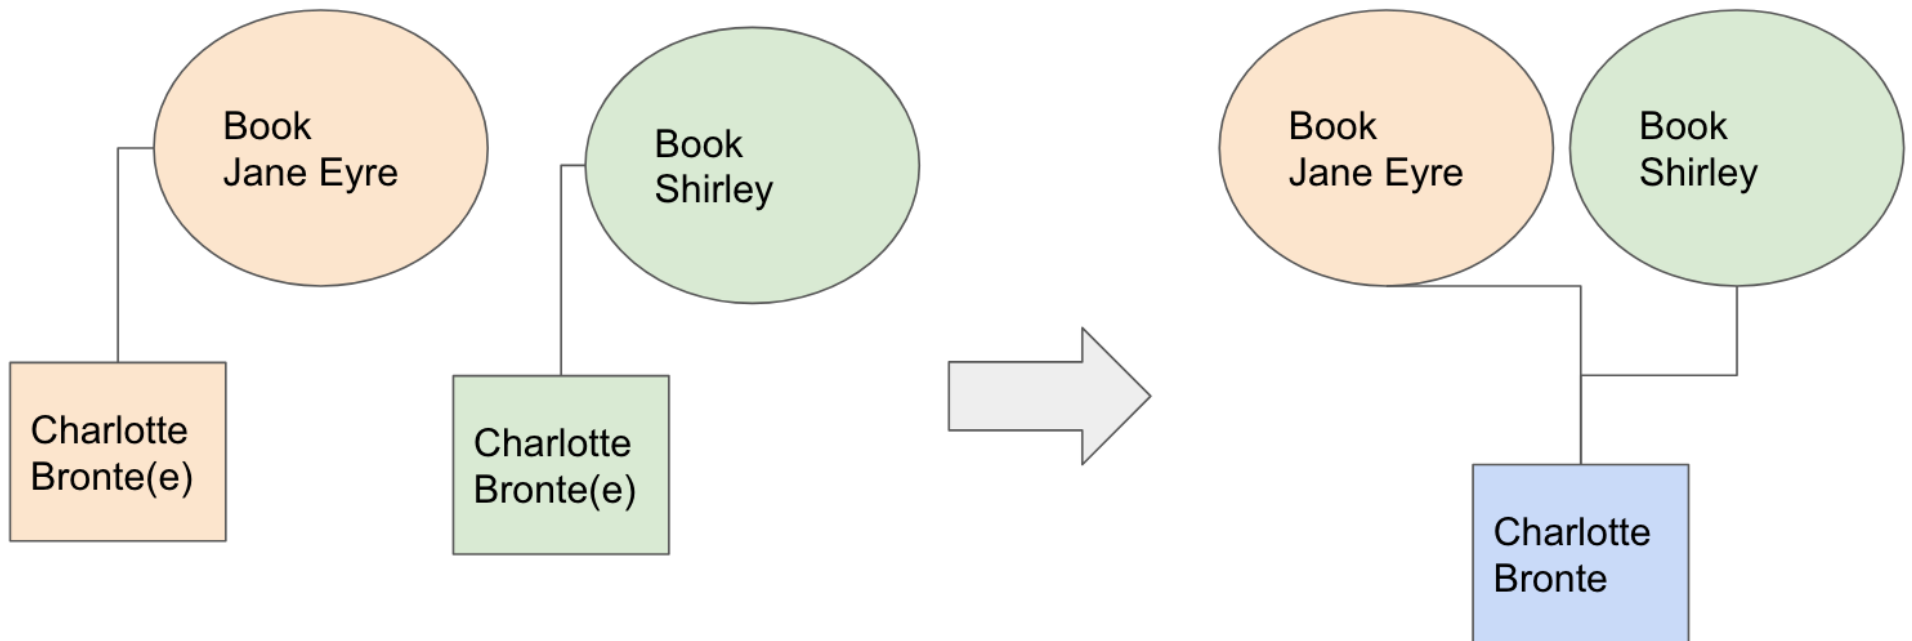 Book
Jane Eyre
Book
Shirley
Charlotte
Bronte(e)
Charlotte
Bronte(e)
Book
Jane Eyre
Book
Shirley
Charlotte
Bronte